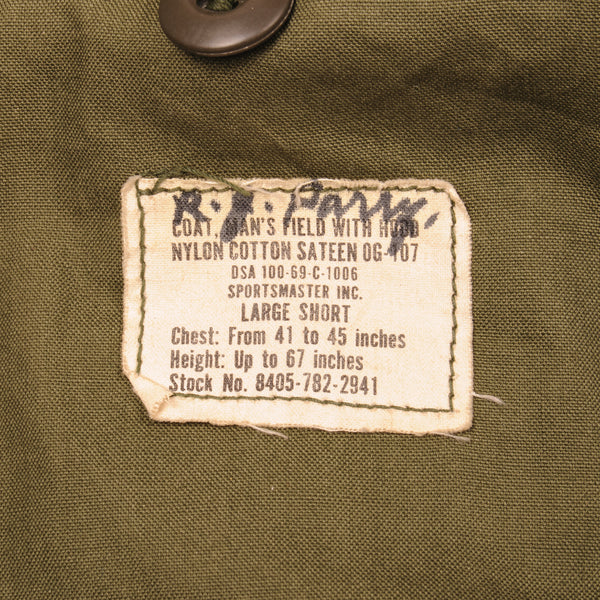 R. J. Parry.
COAT, MAN'S FIELD WITH HOOD
NYLON COTTON SATEEN OG-107
DSA 100-69-C-1006
SPORTSMASTER INC.
LARGE SHORT
Chest: From 41 to 45 inches
Height: Up to 67 inches
Stock No. 8405-782-2941